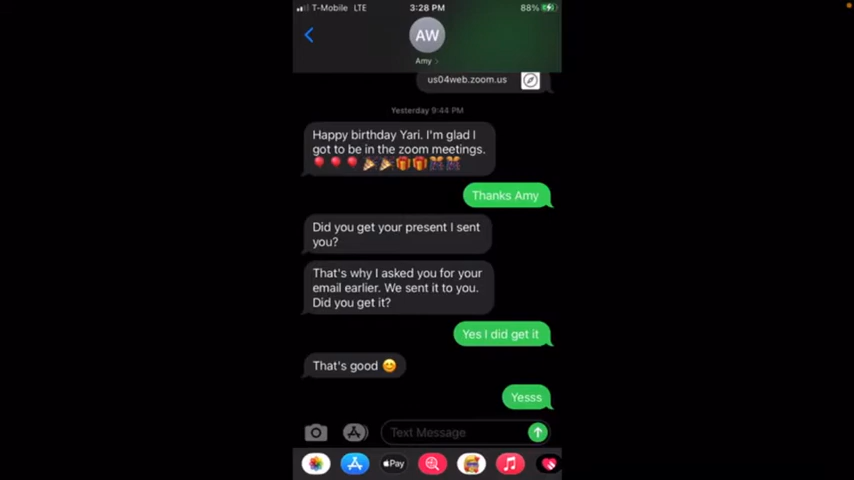 T-Mobile LTE 3:28 PM 88%
AW
Amy >
us04web.zoom.us
Yesterday 9:44 PM
Happy birthday Yari. I'm glad I
got to be in the zoom meetings.
🎈🎈🎈🎉🎉🎁🎁🎊🎊
Thanks Amy
Did you get your present I sent
you?
That's why I asked you for your
email earlier. We sent it to you.
Did you get it?
Yes I did get it
That's good 😊
Yesss
Text Message
Pay